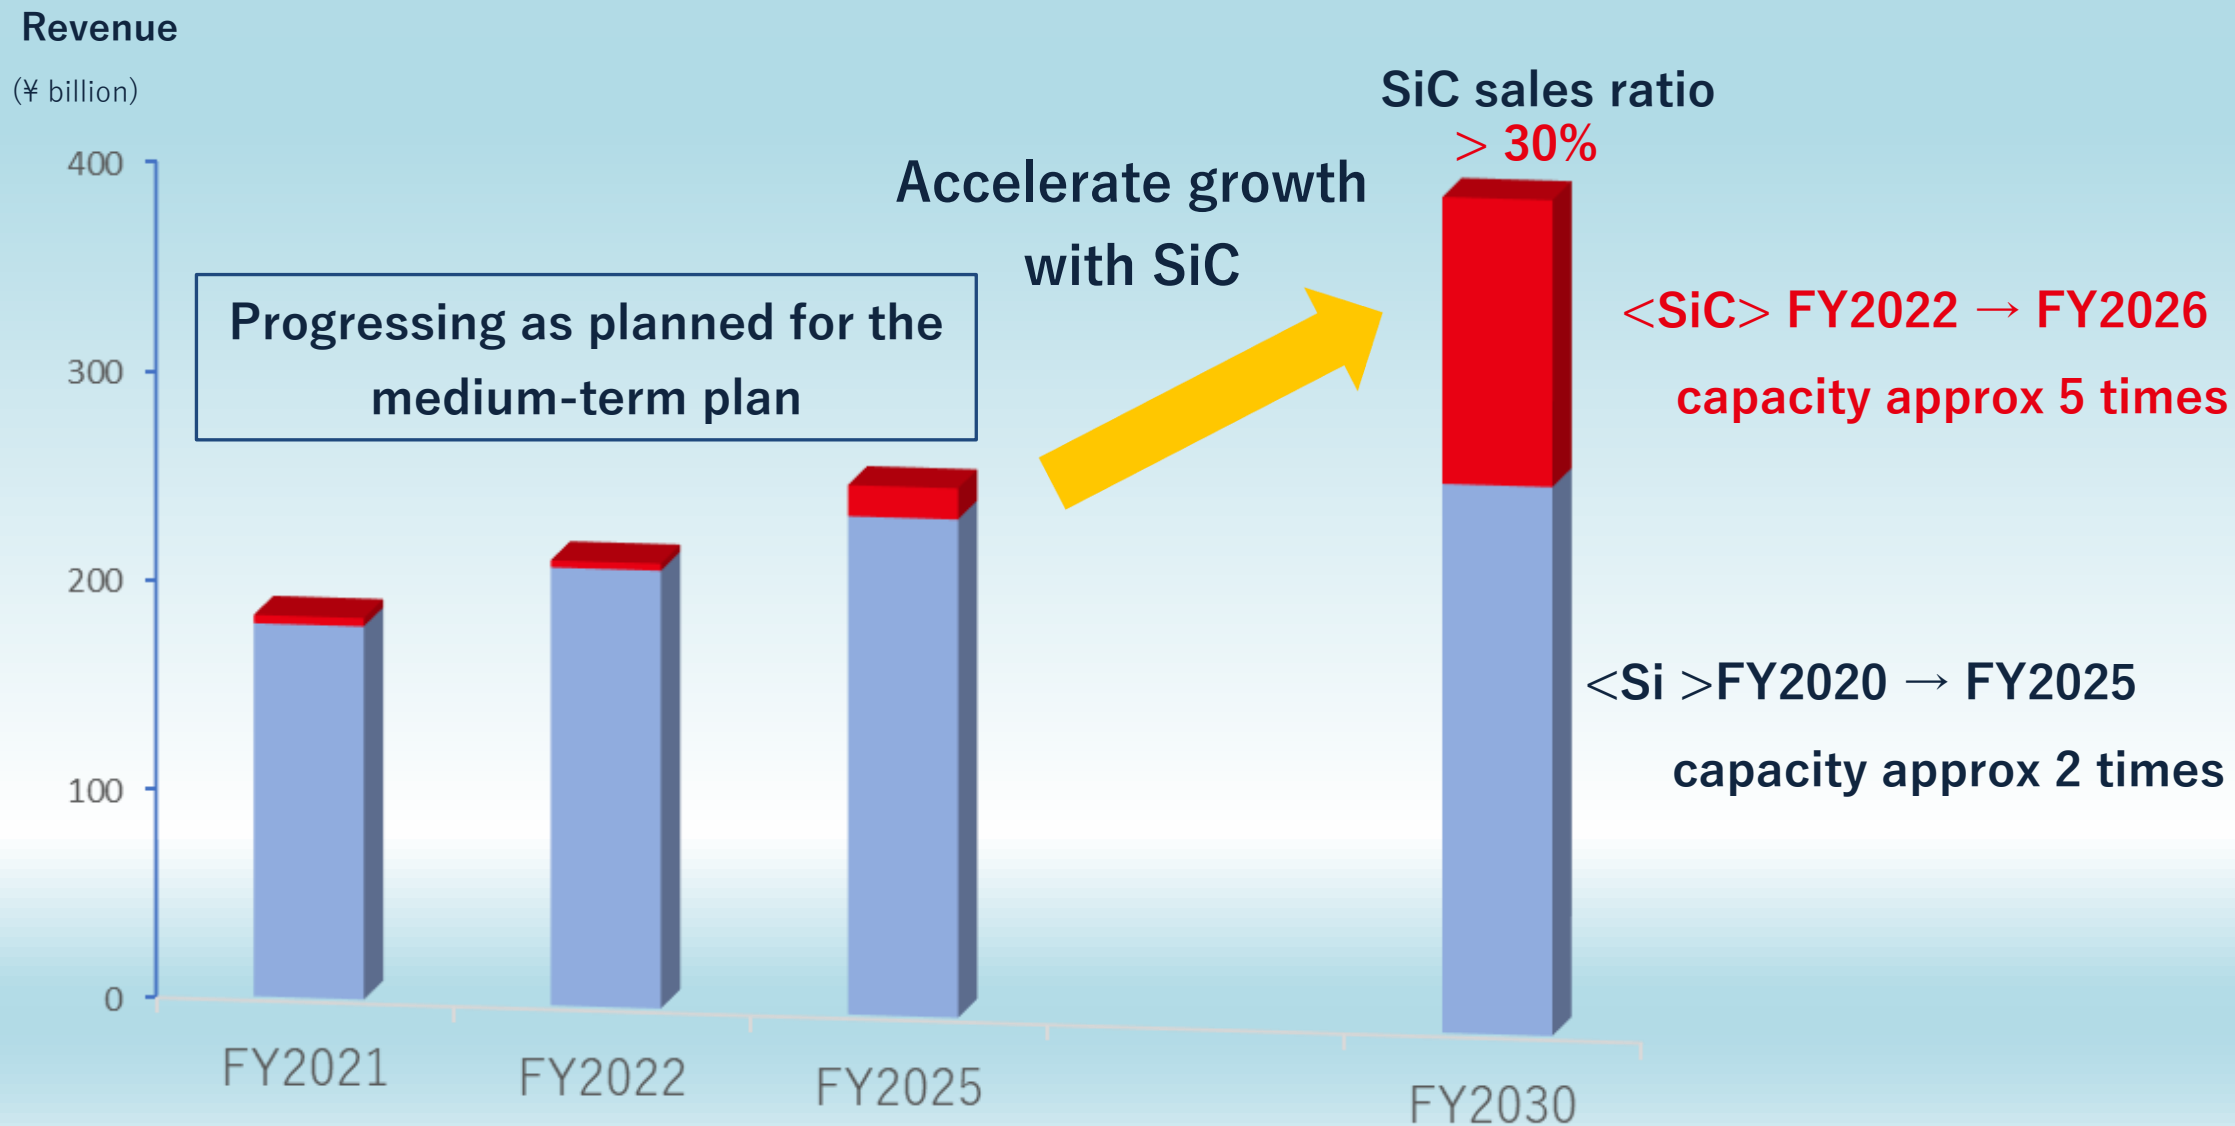 Revenue
(¥ billion)
SiC sales ratio
> 30%
Accelerate growth
with SiC
Progressing as planned for the
medium-term plan
<SiC> FY2022 → FY2026
capacity approx 5 times
<Si >FY2020 → FY2025
capacity approx 2 times
400
300
200
100
0
FY2021
FY2022
FY2025
FY2030